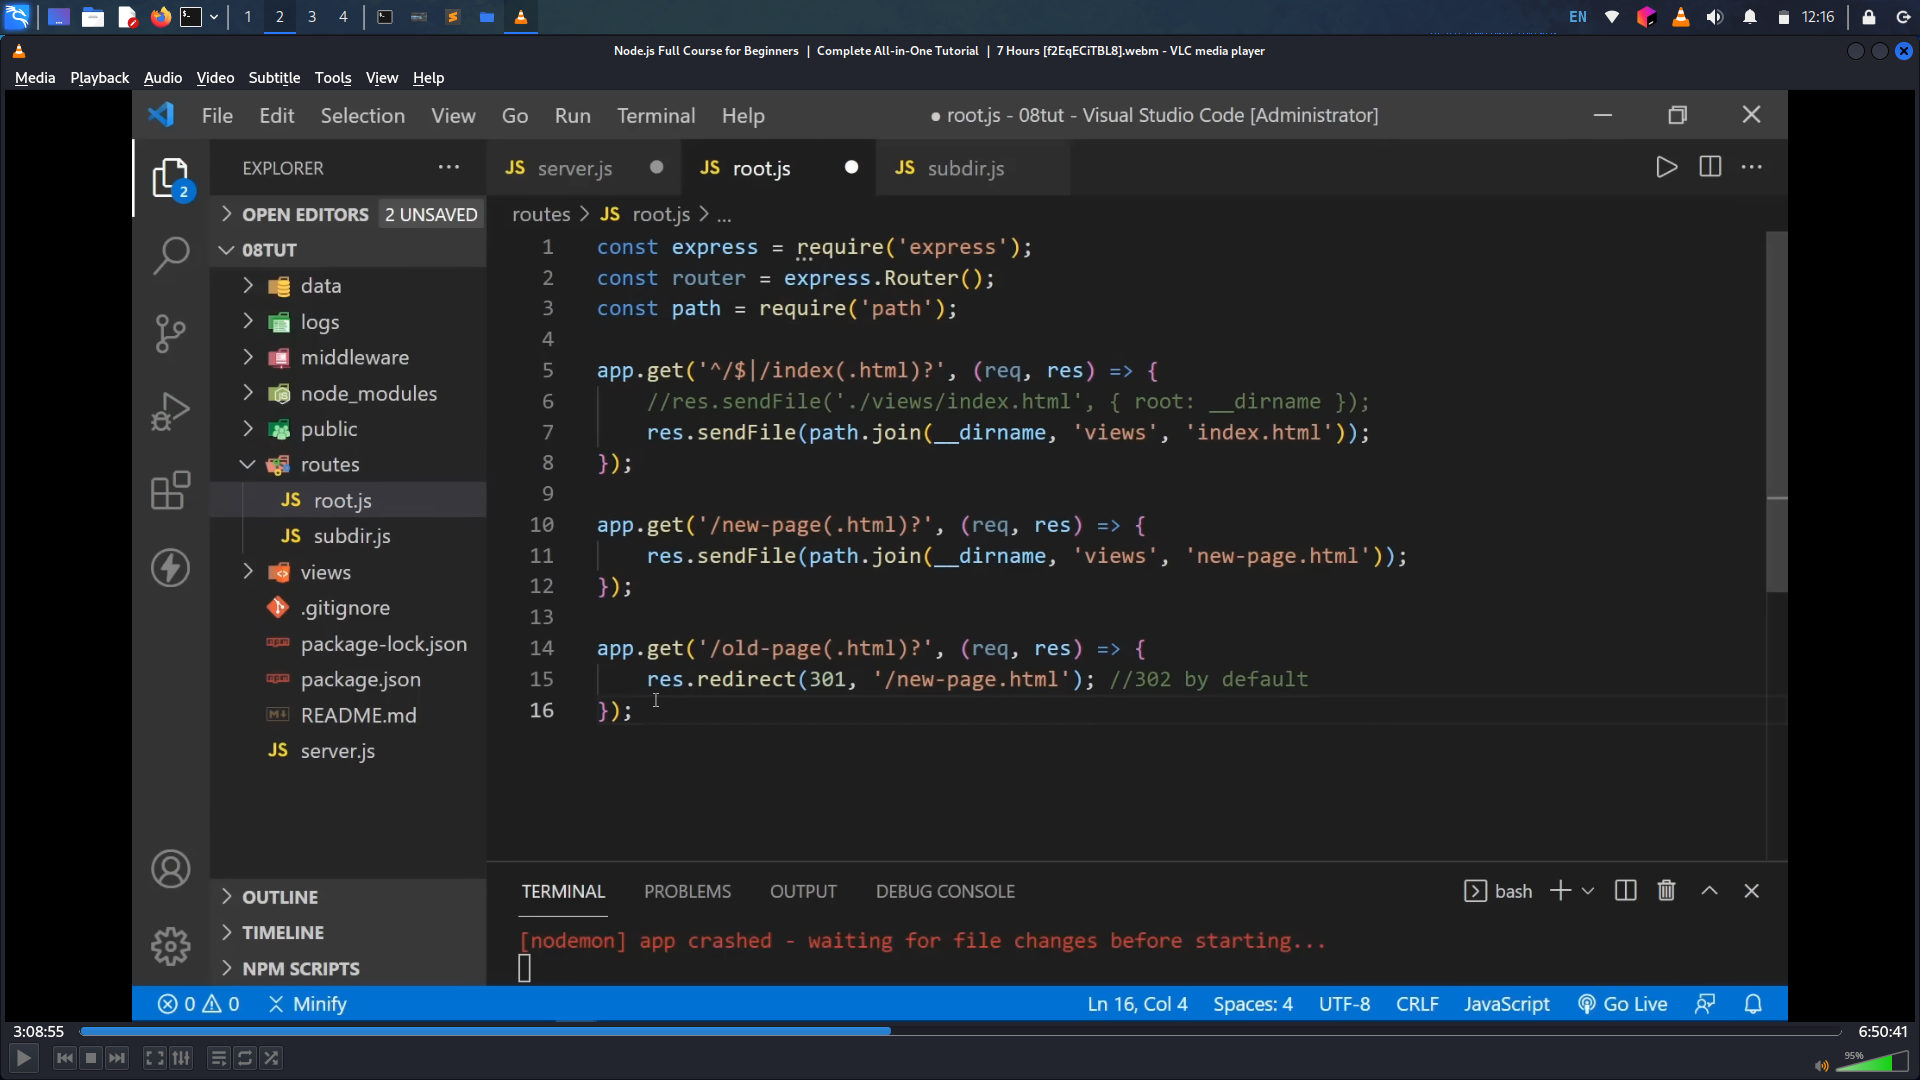 1 2 3 4 EN 12:16
Node.js Full Course for Beginners | Complete All-in-One Tutorial | 7 Hours [f2EqECiTBL8].webm - VLC media player
Media Playback Audio Video Subtitle Tools View Help
File Edit Selection View Go Run Terminal Help
● root.js - 08tut - Visual Studio Code [Administrator]
EXPLORER ···
2
OPEN EDITORS 2 UNSAVED
08TUT
data
logs
middleware
node_modules
public
routes
JS root.js
JS subdir.js
views
.gitignore
package-lock.json
package.json
README.md
JS server.js
OUTLINE
TIMELINE
NPM SCRIPTS
JS server.js JS root.js JS subdir.js
routes > JS root.js > ...
1 const express = require('express');
2 const router = express.Router();
3 const path = require('path');
4
5 app.get('^/$|/index(.html)?', (req, res) => {
6 //res.sendFile('./views/index.html', { root: __dirname });
7 res.sendFile(path.join(__dirname, 'views', 'index.html'));
8 });
9
10 app.get('/new-page(.html)?', (req, res) => {
11 res.sendFile(path.join(__dirname, 'views', 'new-page.html'));
12 });
13
14 app.get('/old-page(.html)?', (req, res) => {
15 res.redirect(301, '/new-page.html'); //302 by default
16 });
TERMINAL PROBLEMS OUTPUT DEBUG CONSOLE bash
[nodemon] app crashed - waiting for file changes before starting...
0 0 Minify Ln 16, Col 4 Spaces: 4 UTF-8 CRLF JavaScript Go Live
3:08:55 6:50:41
95%